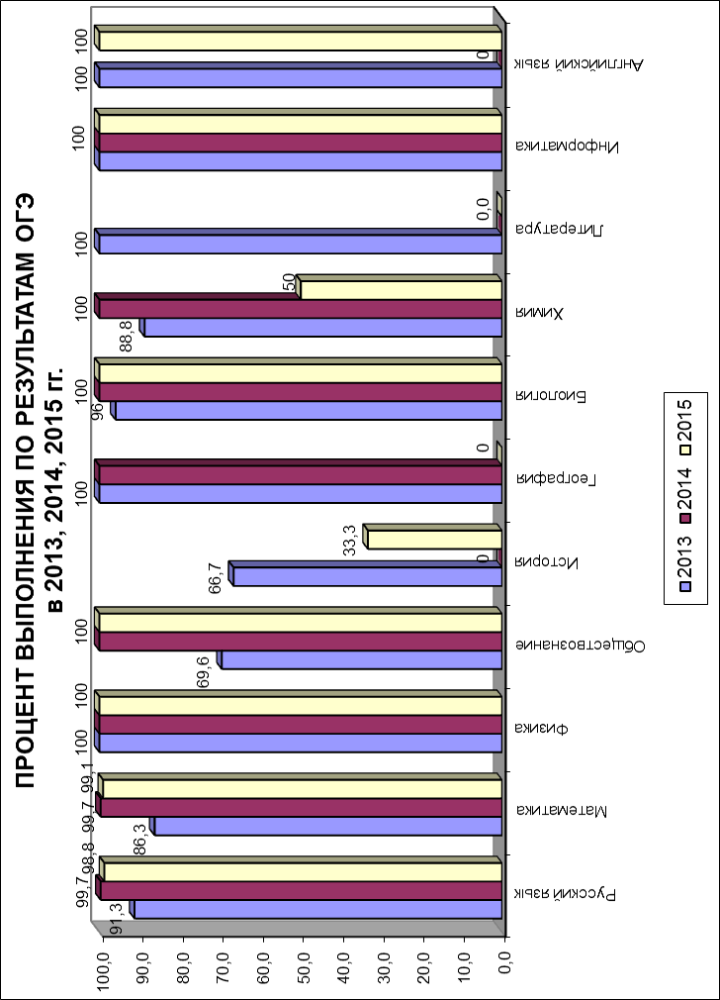 ПРОЦЕНТ ВЫПОЛНЕНИЯ ПО РЕЗУЛЬТАТАМ ОГЭ
в 2013, 2014, 2015 гг.
100,0
90,0
80,0
70,0
60,0
50,0
40,0
30,0
20,0
10,0
0,0
91,3
99,7
98,8
86,3
99,7
99,1
100
100
69,6
100
66,7
0
33,3
100
0
96
100
88,8
100
50
100
0,0
100
100
0
100
Русский язык
Математика
Физика
Обществознание
История
География
Биология
Химия
Литература
Информатика
Английский язык
2013 2014 2015